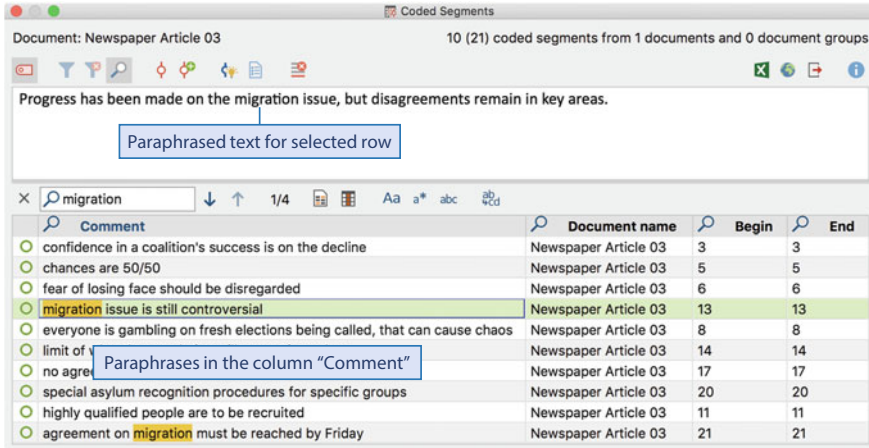 Coded Segments
Document: Newspaper Article 03 10 (21) coded segments from 1 documents and 0 document groups
Progress has been made on the migration issue, but disagreements remain in key areas.
Paraphrased text for selected row
migration 1/4 Aa a* abc ab cd
Comment Document name Begin End
confidence in a coalition's success is on the decline Newspaper Article 03 3 3
chances are 50/50 Newspaper Article 03 5 5
fear of losing face should be disregarded Newspaper Article 03 6 6
migration issue is still controversial Newspaper Article 03 13 13
everyone is gambling on fresh elections being called, that can cause chaos Newspaper Article 03 8 8
limit of Newspaper Article 03 14 14
Paraphrases in the column “Comment”
no Newspaper Article 03 17 17
special asylum recognition procedures for specific groups Newspaper Article 03 20 20
highly qualified people are to be recruited Newspaper Article 03 11 11
agreement on migration must be reached by Friday Newspaper Article 03 21 21